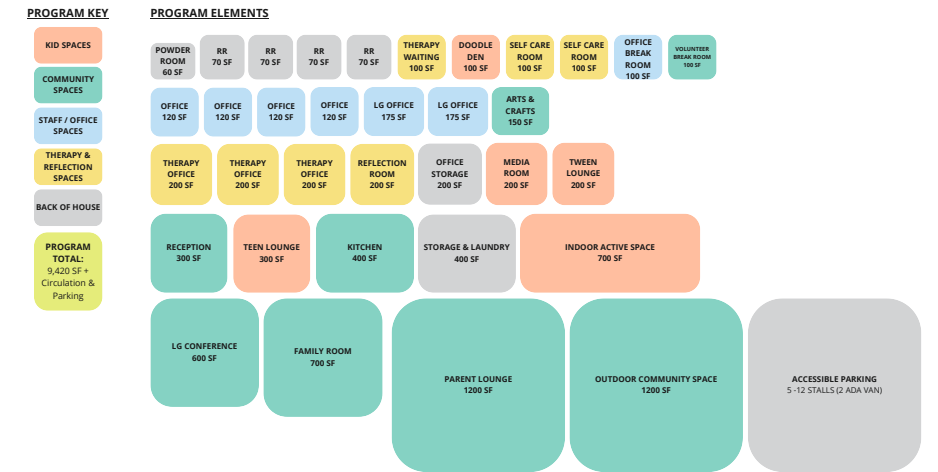 PROGRAM KEY
KID SPACES
COMMUNITY
SPACES
STAFF / OFFICE
SPACES
THERAPY &
REFLECTION
SPACES
BACK OF HOUSE
PROGRAM
TOTAL:
9,420 SF +
Circulation &
Parking
PROGRAM ELEMENTS
POWDER
ROOM
60 SF
RR
70 SF
RR
70 SF
RR
70 SF
RR
70 SF
THERAPY
WAITING
100 SF
DOODLE
DEN
100 SF
SELF CARE
ROOM
100 SF
SELF CARE
ROOM
100 SF
OFFICE
BREAK
ROOM
100 SF
VOLUNTEER
BREAK ROOM
100 SF
OFFICE
120 SF
OFFICE
120 SF
OFFICE
120 SF
OFFICE
120 SF
LG OFFICE
175 SF
LG OFFICE
175 SF
ARTS &
CRAFTS
150 SF
THERAPY
OFFICE
200 SF
THERAPY
OFFICE
200 SF
THERAPY
OFFICE
200 SF
REFLECTION
ROOM
200 SF
OFFICE
STORAGE
200 SF
MEDIA
ROOM
200 SF
TWEEN
LOUNGE
200 SF
RECEPTION
300 SF
TEEN LOUNGE
300 SF
KITCHEN
400 SF
STORAGE & LAUNDRY
400 SF
INDOOR ACTIVE SPACE
700 SF
LG CONFERENCE
600 SF
FAMILY ROOM
700 SF
PARENT LOUNGE
1200 SF
OUTDOOR COMMUNITY SPACE
1200 SF
ACCESSIBLE PARKING
5 -12 STALLS (2 ADA VAN)